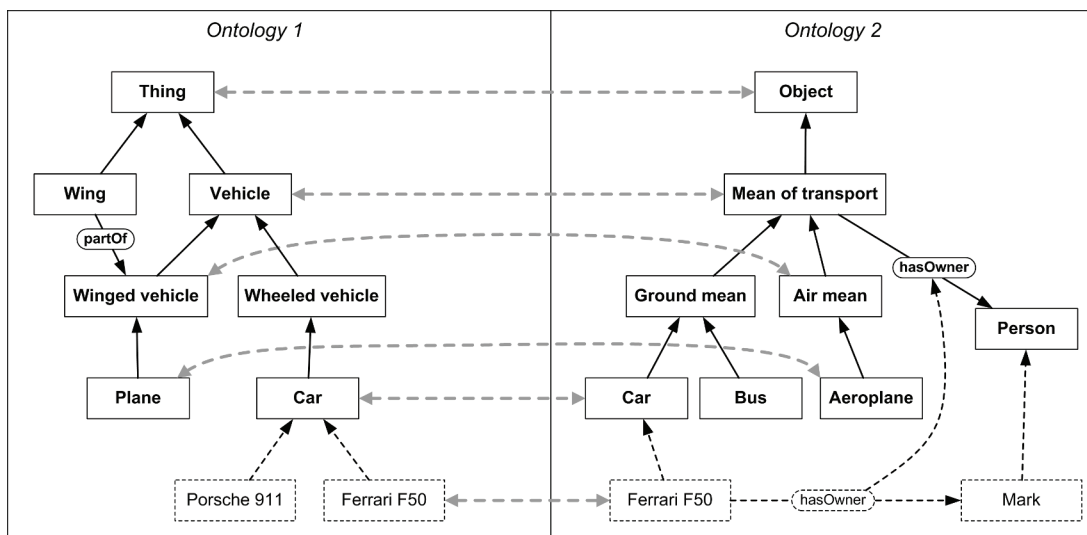 Ontology 1
Ontology 2
Thing
Object
Wing
Vehicle
Mean of transport
partOf
hasOwner
Winged vehicle
Wheeled vehicle
Ground mean
Air mean
Person
Plane
Car
Car
Bus
Aeroplane
Porsche 911
Ferrari F50
Ferrari F50
hasOwner
Mark